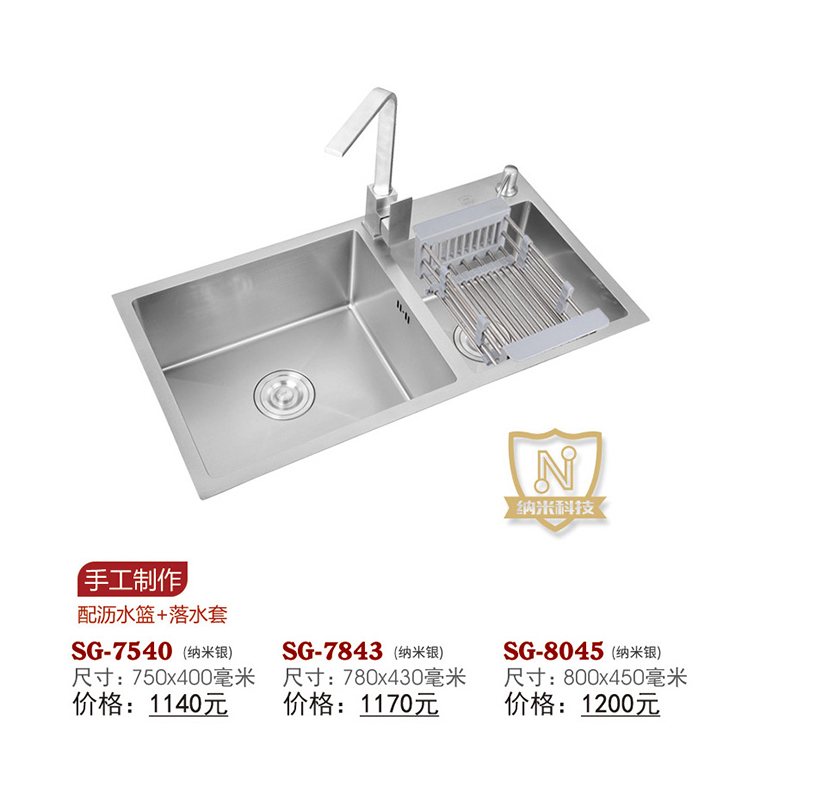 N
纳米科技
手工制作
配沥水篮+落水套
SG-7540 (纳米银)
尺寸：750x400毫米
价格：1140元
SG-7843 (纳米银)
尺寸：780x430毫米
价格：1170元
SG-8045 (纳米银)
尺寸：800x450毫米
价格：1200元